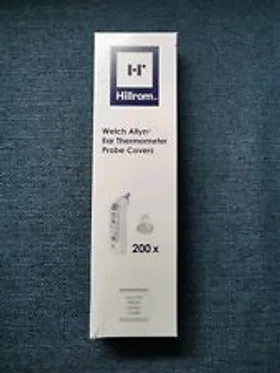 H
Hillrom.
Welch Allyn®
Ear Thermometer
Probe Covers
200 x